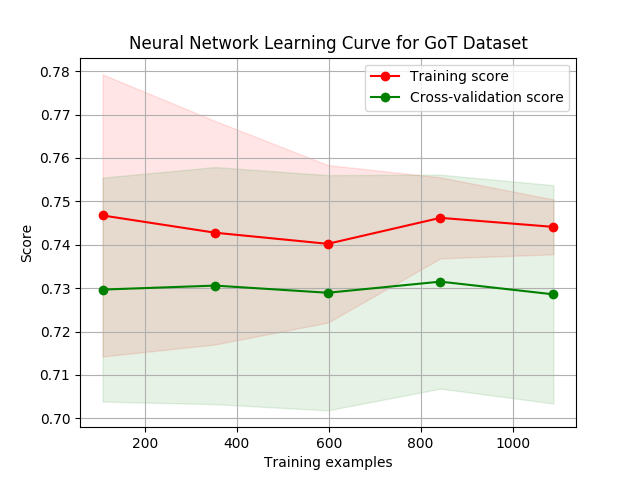 Neural Network Learning Curve for GoT Dataset
Training score
Cross-validation score
Score
0.78
0.77
0.76
0.75
0.74
0.73
0.72
0.71
0.70
200 400 600 800 1000
Training examples